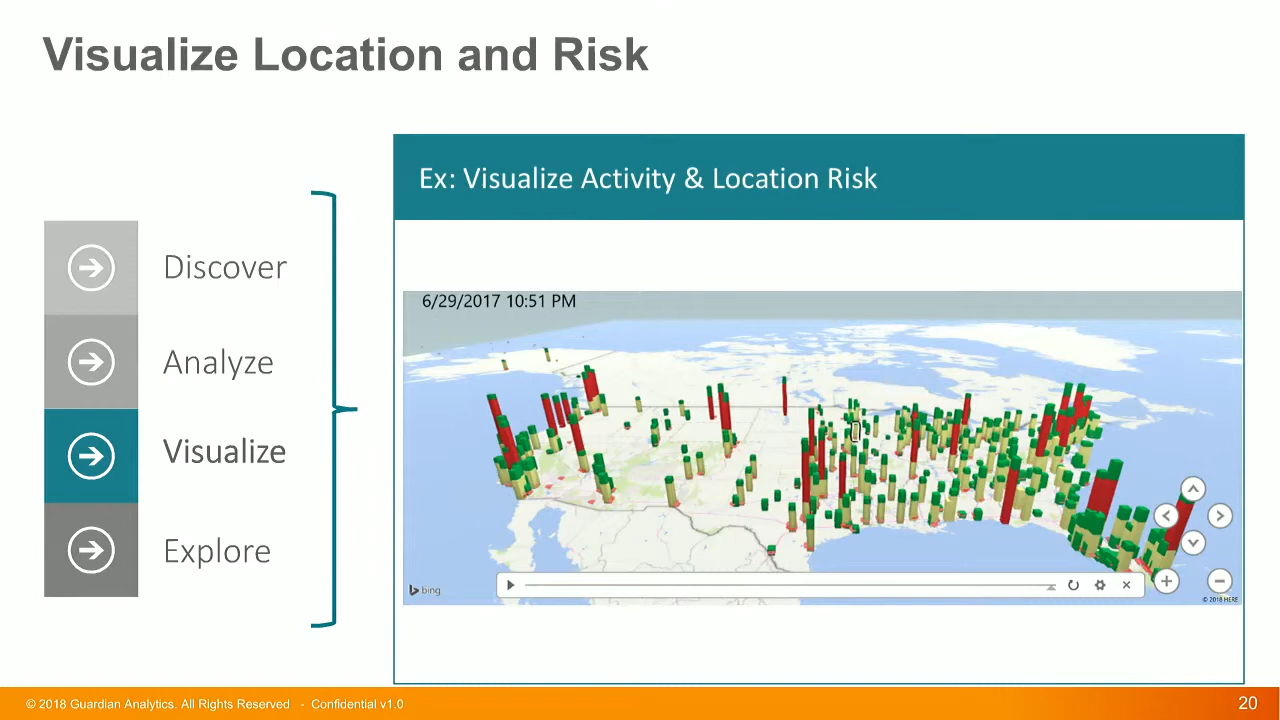 Visualize Location and Risk
Ex: Visualize Activity & Location Risk
Discover
Analyze
Visualize
Explore
6/29/2017 10:51 PM
bing
© 2018 HERE
© 2018 Guardian Analytics. All Rights Reserved - Confidential v1.0
20